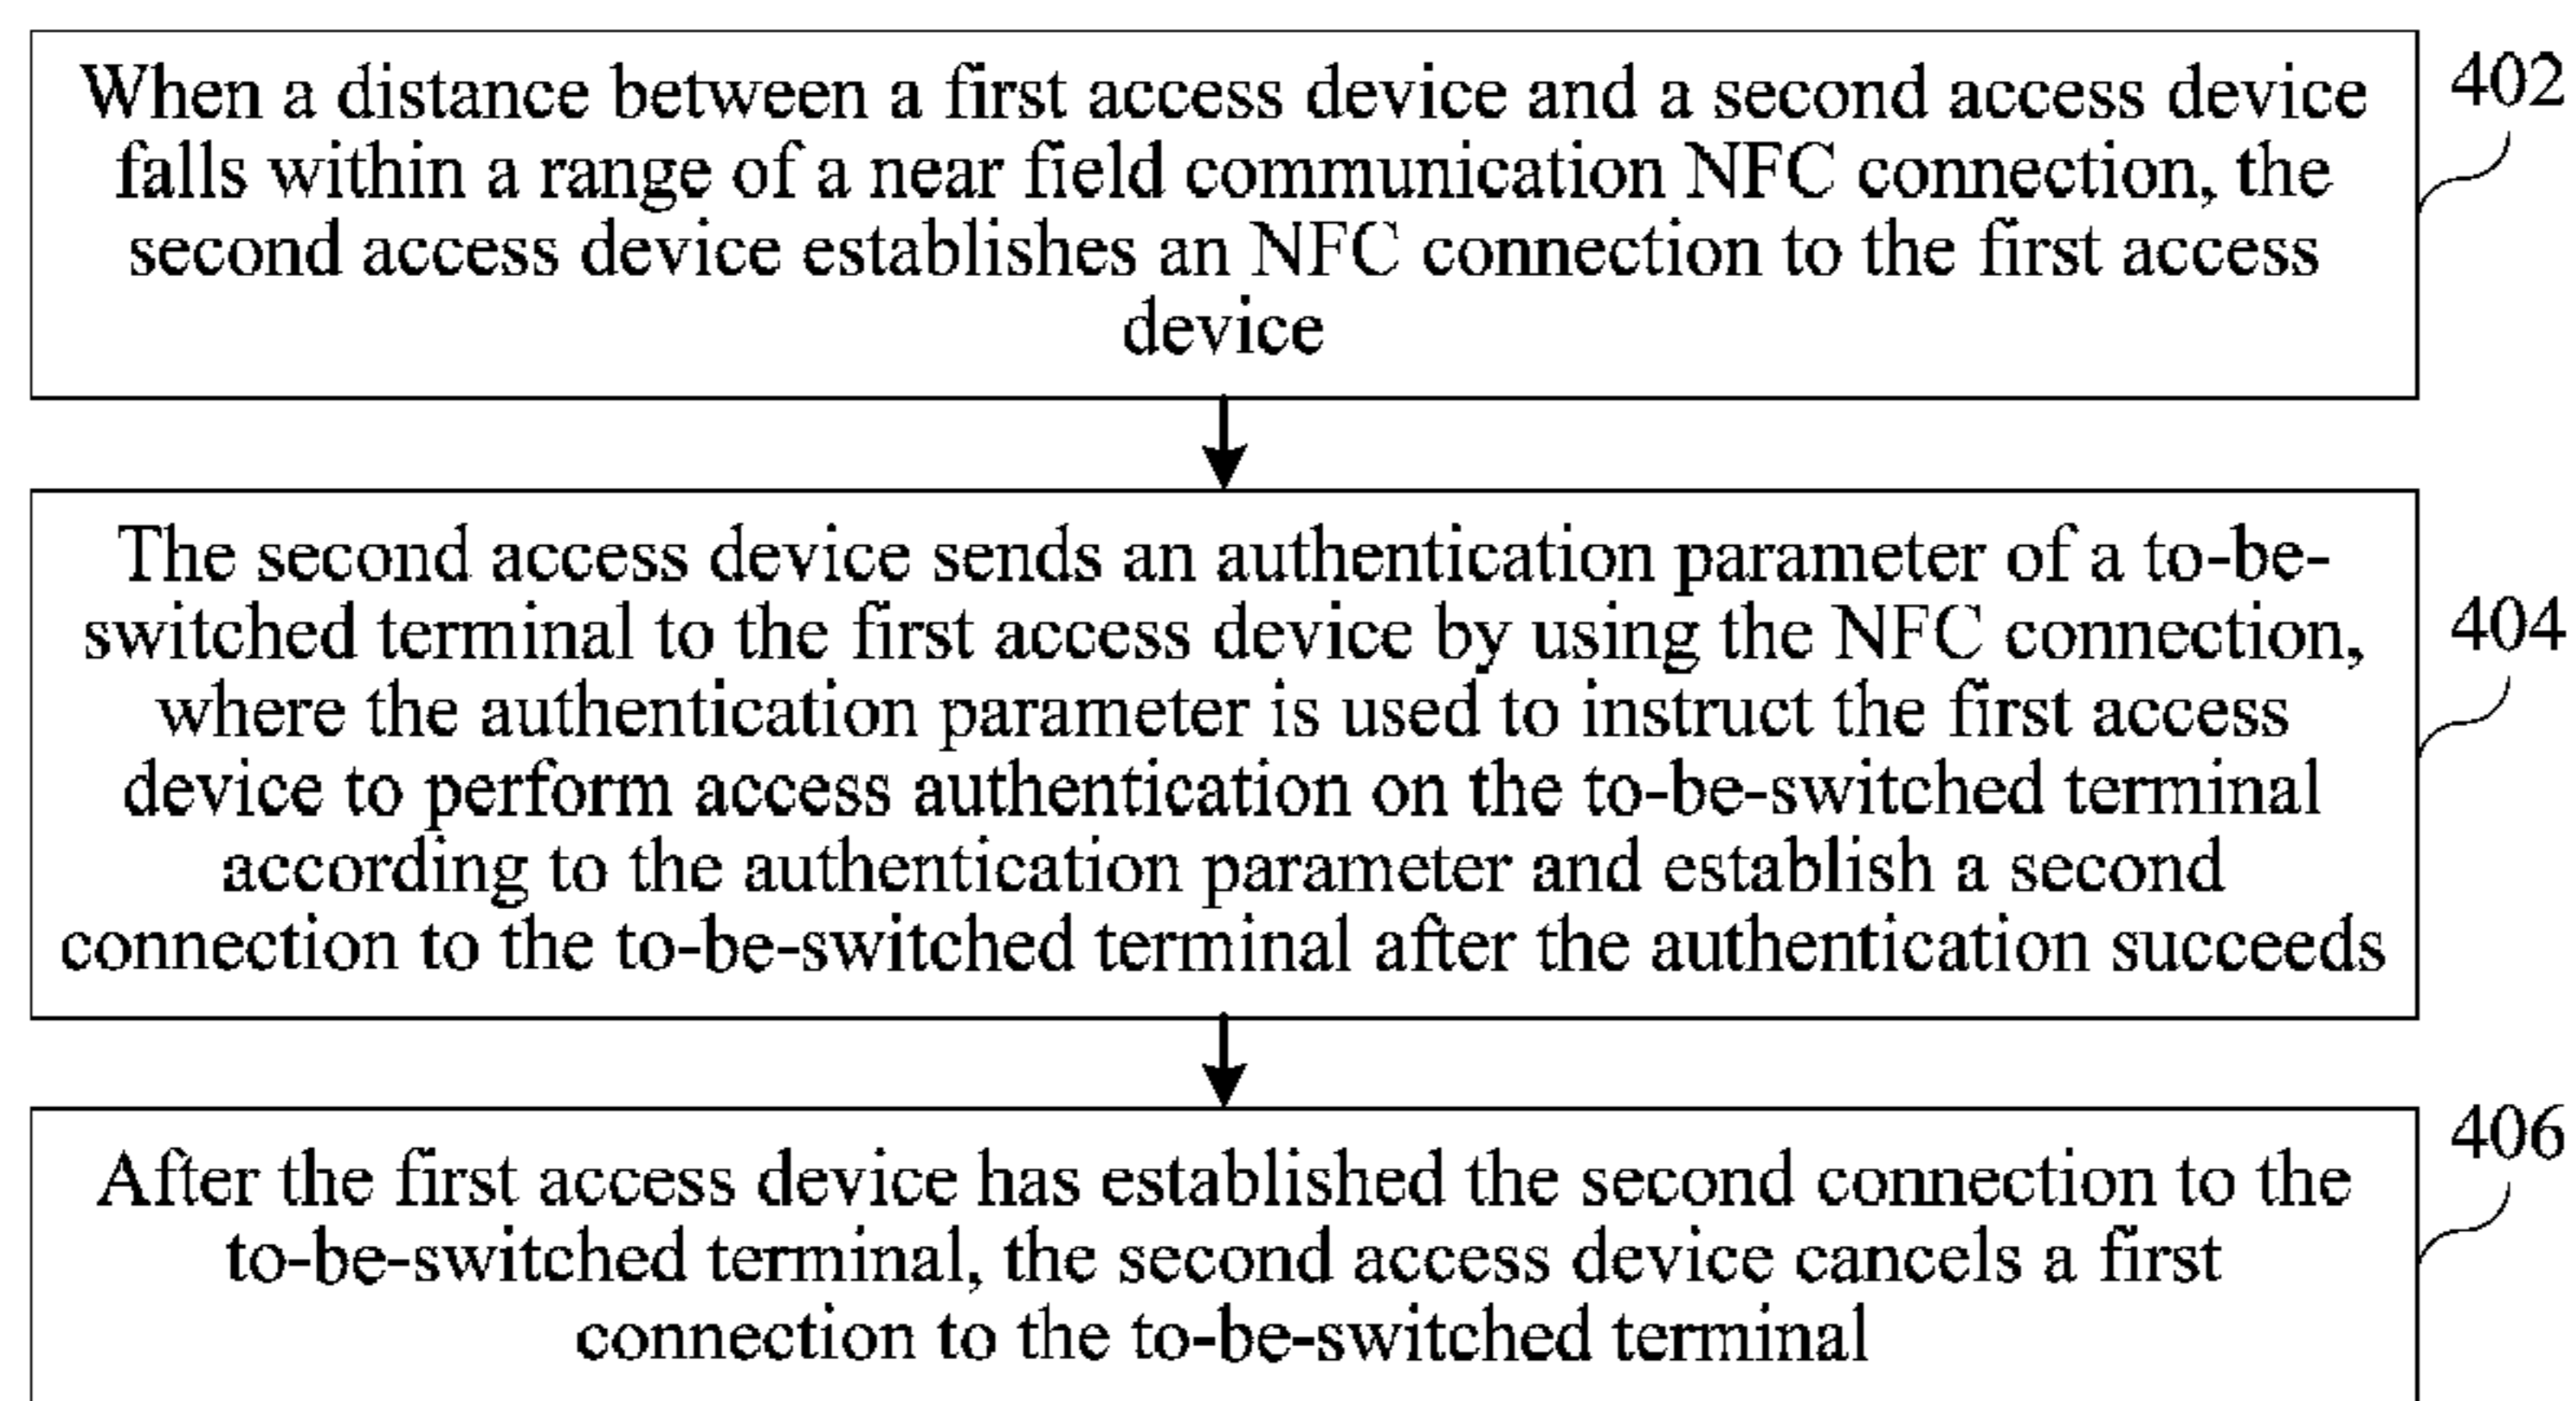 When a distance between a first access device and a second access device
falls within a range of a near field communication NFC connection, the
second access device establishes an NFC connection to the first access
device
402
The second access device sends an authentication parameter of a to-be-
switched terminal to the first access device by using the NFC connection,
where the authentication parameter is used to instruct the first access
device to perform access authentication on the to-be-switched terminal
according to the authentication parameter and establish a second
connection to the to-be-switched terminal after the authentication succeeds
404
After the first access device has established the second connection to the
to-be-switched terminal, the second access device cancels a first
connection to the to-be-switched terminal
406